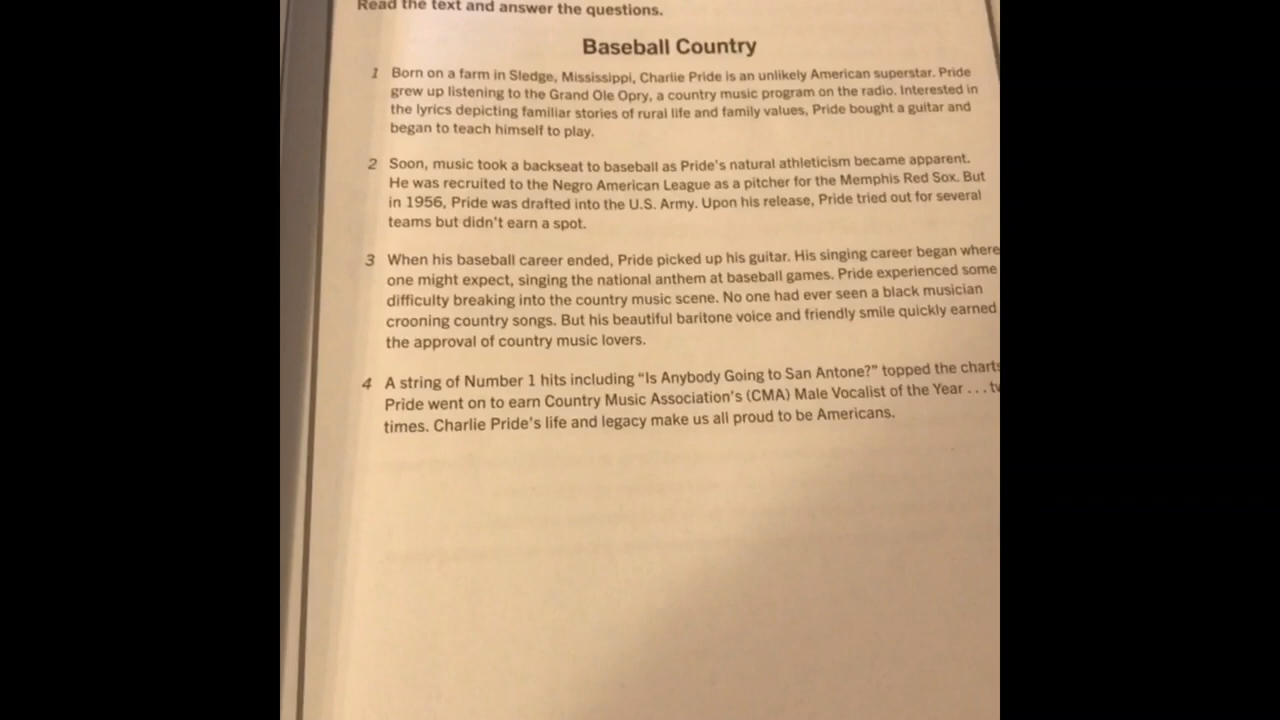 Read the text and answer the questions.
Baseball Country
1 Born on a farm in Sledge, Mississippi, Charlie Pride is an unlikely American superstar. Pride
grew up listening to the Grand Ole Opry, a country music program on the radio. Interested in
the lyrics depicting familiar stories of rural life and family values, Pride bought a guitar and
began to teach himself to play.
2 Soon, music took a backseat to baseball as Pride's natural athleticism became apparent.
He was recruited to the Negro American League as a pitcher for the Memphis Red Sox. But
in 1956, Pride was drafted into the U.S. Army. Upon his release, Pride tried out for several
teams but didn't earn a spot.
3 When his baseball career ended, Pride picked up his guitar. His singing career began where
one might expect, singing the national anthem at baseball games. Pride experienced some
difficulty breaking into the country music scene. No one had ever seen a black musician
crooning country songs. But his beautiful baritone voice and friendly smile quickly earned
the approval of country music lovers.
4 A string of Number 1 hits including “Is Anybody Going to San Antone?” topped the charts
Pride went on to earn Country Music Association's (CMA) Male Vocalist of the Year . . .
times. Charlie Pride's life and legacy make us all proud to be Americans.